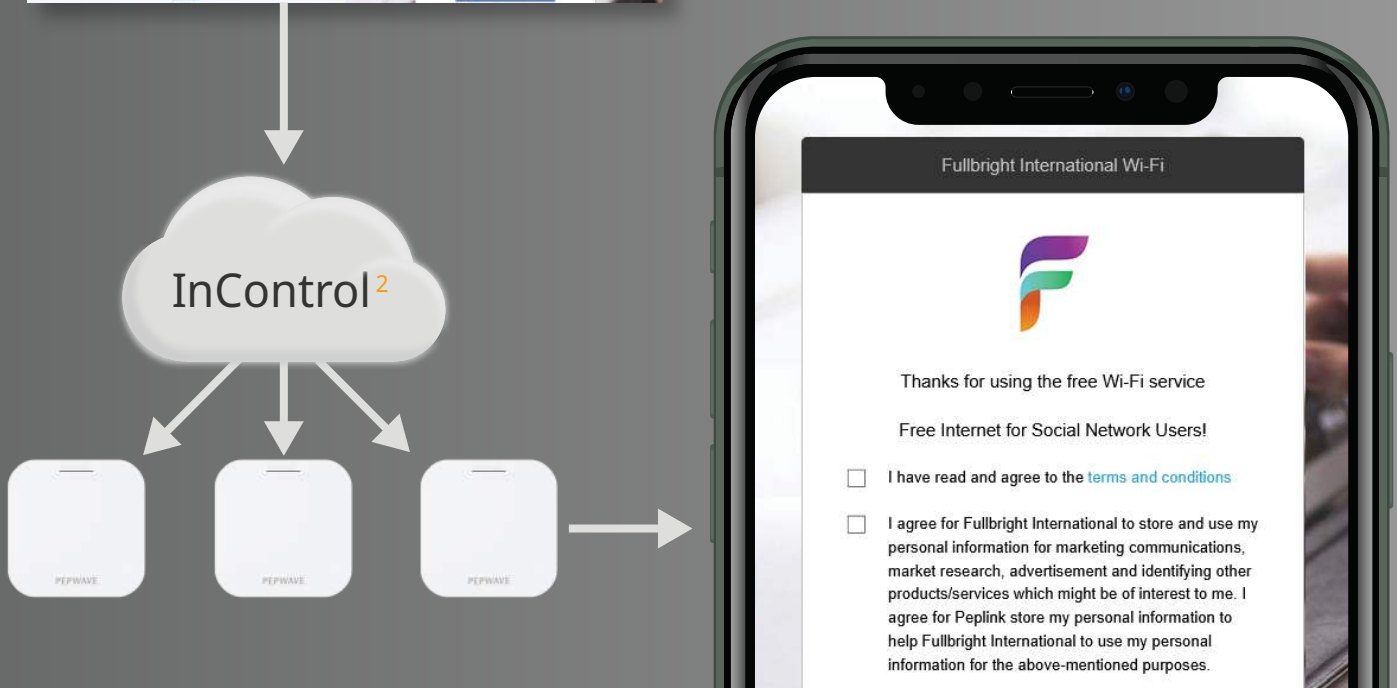 InControl 2
PEPWAVE
PEPWAVE
PEPWAVE
Fullbright International Wi-Fi
Thanks for using the free Wi-Fi service
Free Internet for Social Network Users!
I have read and agree to the terms and conditions
I agree for Fullbright International to store and use my
personal information for marketing communications,
market research, advertisement and identifying other
products/services which might be of interest to me. I
agree for Peplink store my personal information to
help Fullbright International to use my personal
information for the above-mentioned purposes.